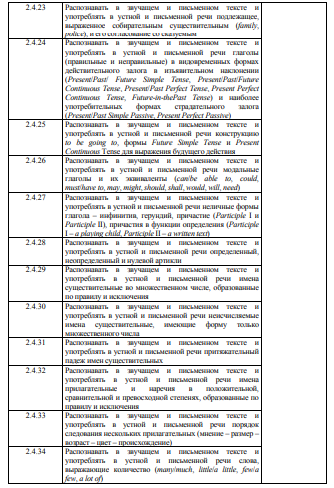 2.4.23
Распознавать в звучащем и письменном тексте и
употреблять в устной и письменной речи подлежащее,
выраженное собирательным существительным (family,
police), и его согласование со сказуемым
2.4.24
Распознавать в звучащем и письменном тексте и
употреблять в устной и письменной речи глаголы
(правильные и неправильные) в видовременных формах
действительного залога в изъявительном наклонении
(Present/Past/ Future Simple Tense, Present/Past/Future
Continuous Tense, Present/Past Perfect Tense, Present Perfect
Continuous Tense, Future-in-the-Past Tense) и наиболее
употребительных формах страдательного залога
(Present/Past Simple Passive, Present Perfect Passive)
2.4.25
Распознавать в звучащем и письменном тексте и
употреблять в устной и письменной речи конструкцию
to be going to, формы Future Simple Tense и Present
Continuous Tense для выражения будущего действия
2.4.26
Распознавать в звучащем и письменном тексте и
употреблять в устной и письменной речи модальные
глаголы и их эквиваленты (can/be able to, could,
must/have to, may, might, should, shall, would, will, need)
2.4.27
Распознавать в звучащем и письменном тексте и
употреблять в устной и письменной речи неличные формы
глагола – инфинитив, герундий, причастие (Participle I и
Participle II), причастия в функции определения (Participle
I – a playing child, Participle II – a written text)
2.4.28
Распознавать в звучащем и письменном тексте и
употреблять в устной и письменной речи определенный,
неопределенный и нулевой артикли
2.4.29
Распознавать в звучащем и письменном тексте и
употреблять в устной и письменной речи имена
существительные во множественном числе, образованные
по правилу и исключения
2.4.30
Распознавать в звучащем и письменном тексте и
употреблять в устной и письменной речи неисчисляемые
имена существительные, имеющие форму только
множественного числа
2.4.31
Распознавать в звучащем и письменном тексте и
употреблять в устной и письменной речи притяжательный
падеж имен существительных
2.4.32
Распознавать в звучащем и письменном тексте и
употреблять в устной и письменной речи имена
прилагательные и наречия в положительной,
сравнительной и превосходной степенях, образованные по
правилу и исключения
2.4.33
Распознавать в звучащем и письменном тексте и
употреблять в устной и письменной речи порядок
следования нескольких прилагательных (мнение – размер –
возраст – цвет – происхождение)
2.4.34
Распознавать в звучащем и письменном тексте и
употреблять в устной и письменной речи слова,
выражающие количество (many/much, little/a little, few/a
few, a lot of)